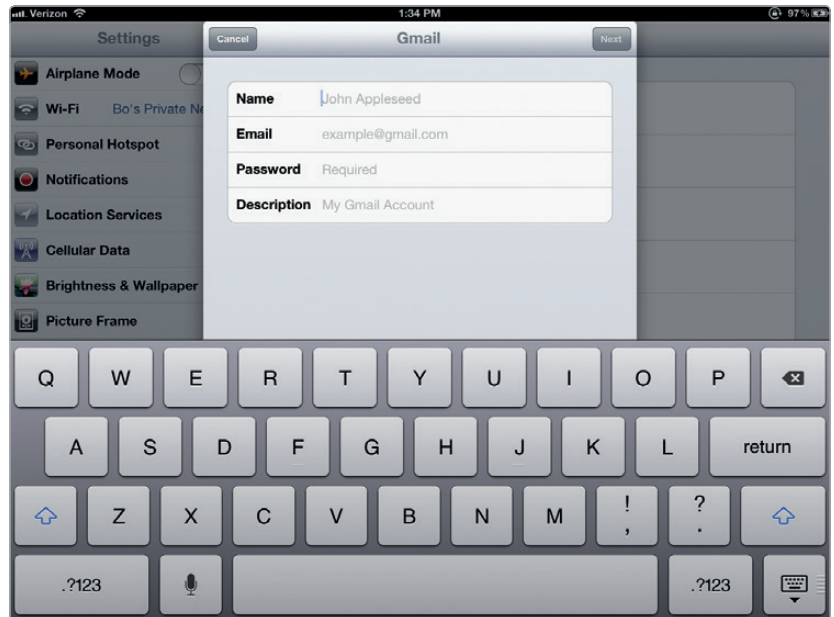 Verizon 1:34 PM 97%
Settings Cancel Gmail Next
Airplane Mode
Wi-Fi Bo's Private Ne
Personal Hotspot
Notifications
Location Services
Cellular Data
Brightness & Wallpaper
Picture Frame
Name John Appleseed
Email example@gmail.com
Password Required
Description My Gmail Account
Q W E R T Y U I O P
A S D F G H J K L return
Z X C V B N M ! , ? .
.?123 .?123